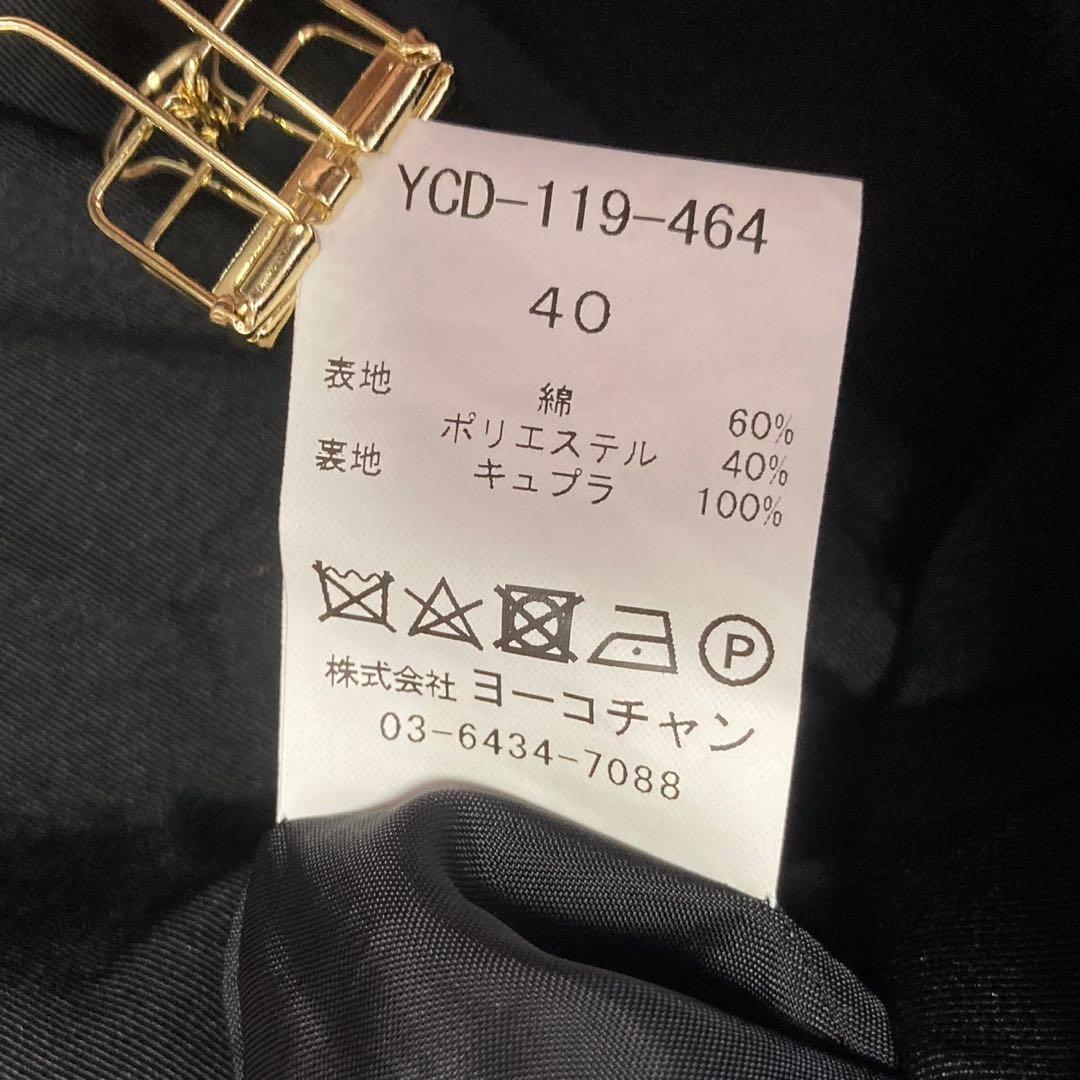 YCD-119-464
40
表地 綿 60%
ポリエステル 40%
裏地 キュプラ 100%
P
株式会社 ヨーコチャン
03-6434-7088